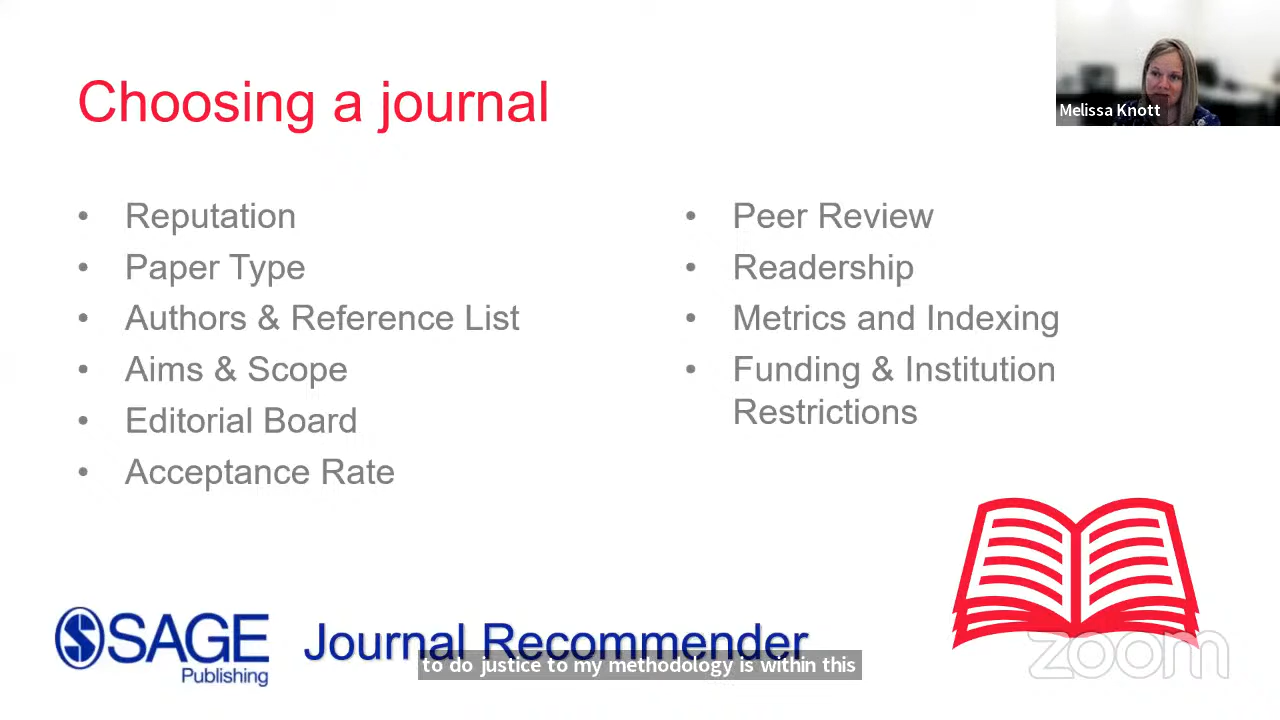 Choosing a journal
Melissa Knott
• Reputation
• Paper Type
• Authors & Reference List
• Aims & Scope
• Editorial Board
• Acceptance Rate
• Peer Review
• Readership
• Metrics and Indexing
• Funding & Institution
Restrictions
SAGE
Publishing
Journal Recommender
to do justice to my methodology is within this
zoom